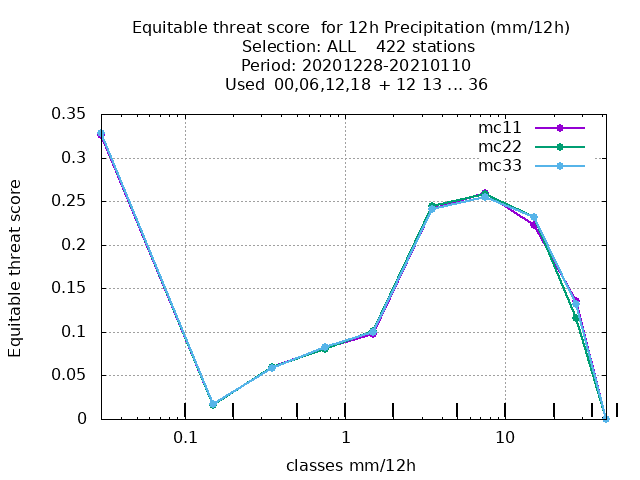 Equitable threat score  for 12h Precipitation (mm/12h)
Selection: ALL    422 stations
Period: 20201228-20210110
Used  00,06,12,18  + 12 13 ... 36
0.35
0.3
0.25
0.2
0.15
0.1
0.05
0
Equitable threat score
mc11
mc22
mc33
0.1
1
10
classes mm/12h